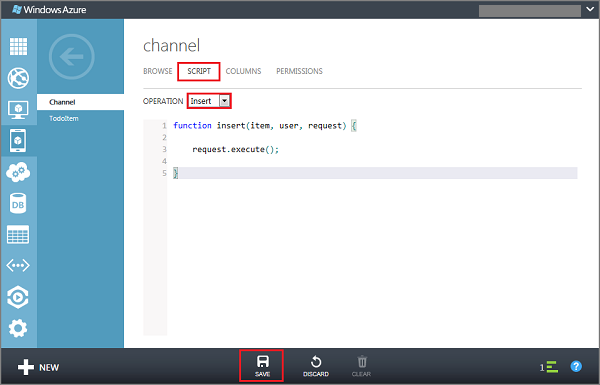 Windows Azure
channel
BROWSE SCRIPT COLUMNS PERMISSIONS
Channel
TodoItem
OPERATION Insert
1 function insert(item, user, request) {
2
3 request.execute();
4
5 }
DB
NEW
SAVE
DISCARD
CLEAR
1
?